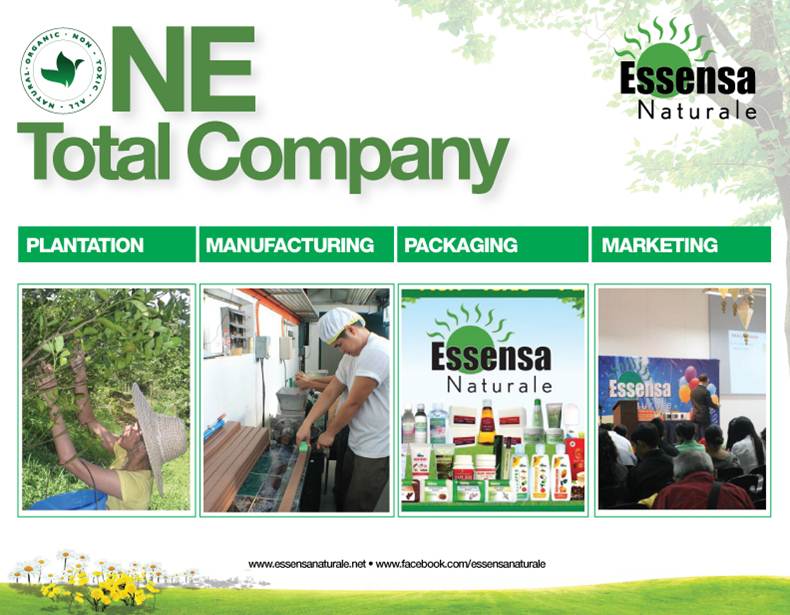 ALL · NATURAL · ORGANIC · NON · TOXIC ·
NE
Total Company
Essensa
Naturale
PLANTATION
MANUFACTURING
PACKAGING
MARKETING
Essensa
Naturale
Essensa
www.essensanaturale.net • www.facebook.com/essensanaturale